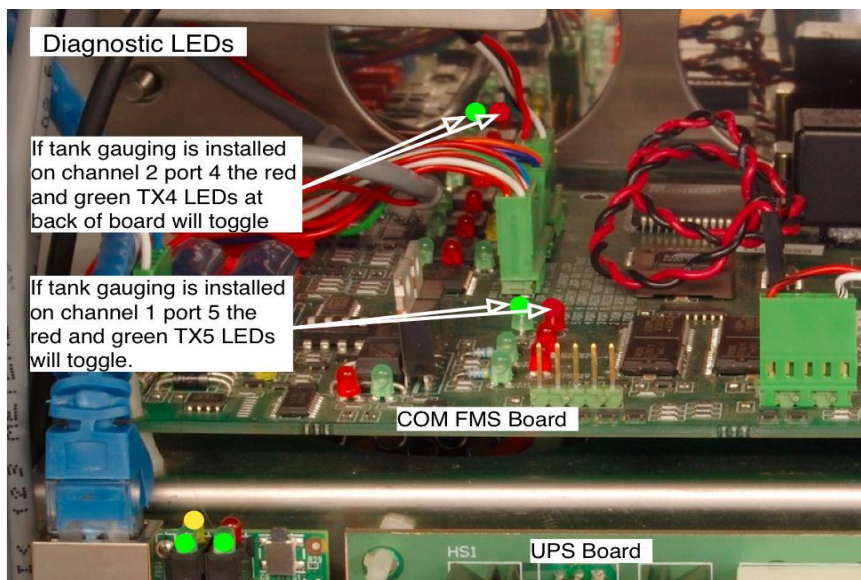 Diagnostic LEDs
If tank gauging is installed
on channel 2 port 4 the red
and green TX4 LEDs at
back of board will toggle
If tank gauging is installed
on channel 1 port 5 the
red and green TX5 LEDs
will toggle.
COM FMS Board
HS1
UPS Board